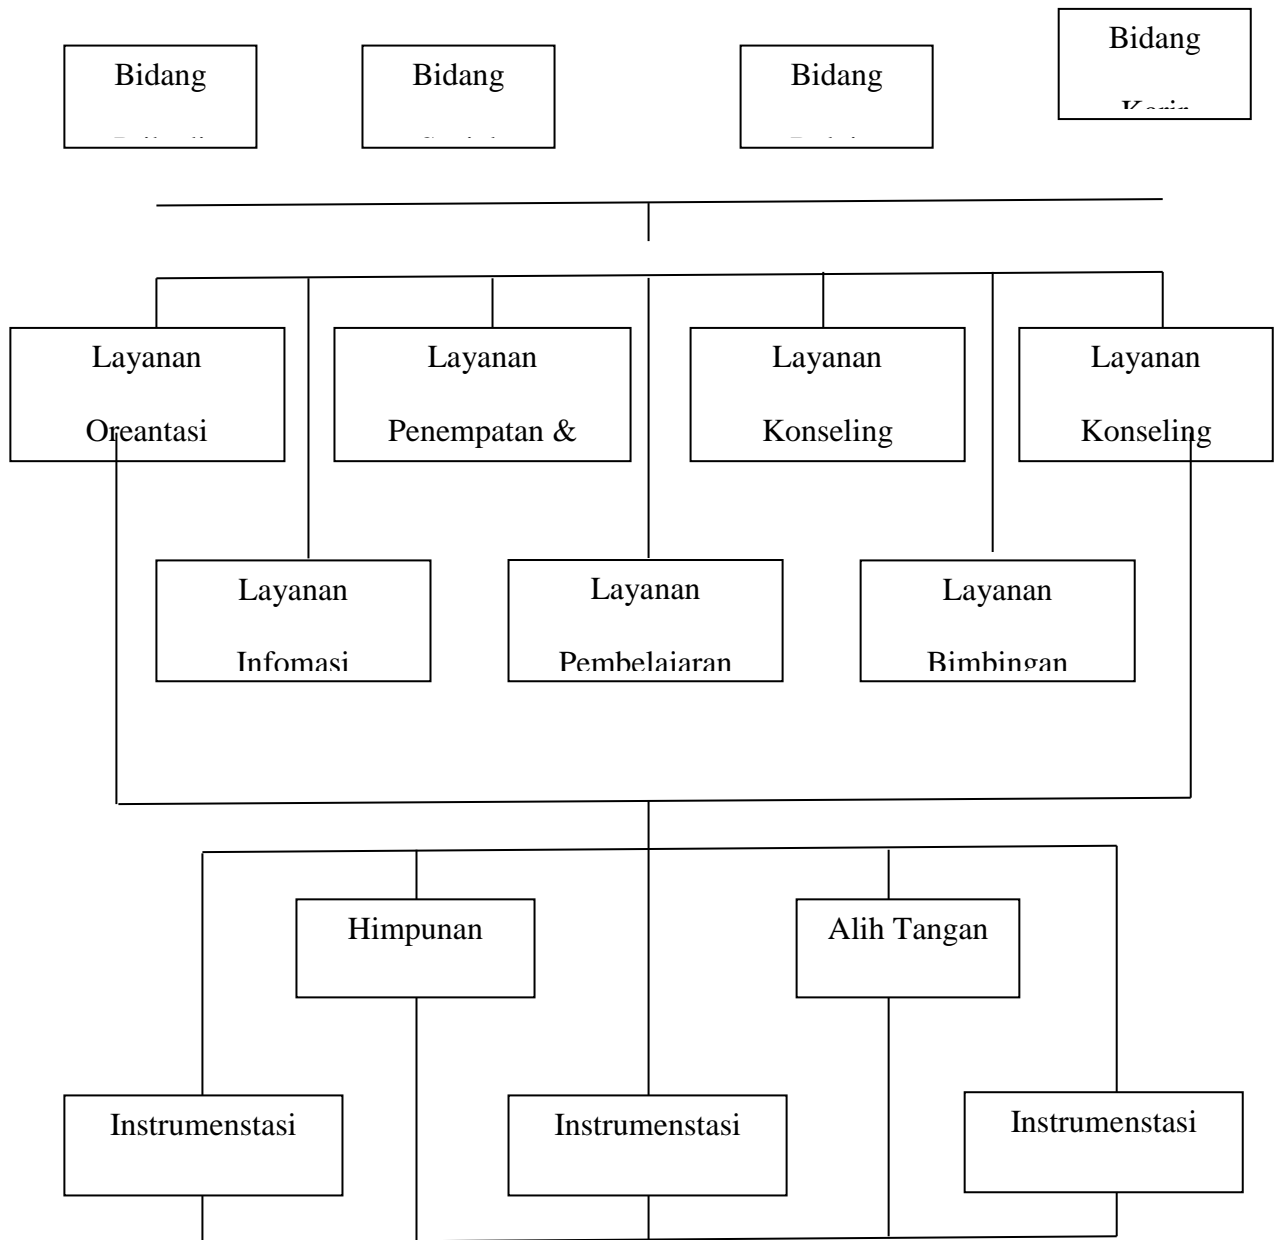 Bidang
Bidang
Bidang
Bidang
Karir
Layanan
Oreantasi
Layanan
Penempatan &
Layanan
Konseling
Layanan
Konseling
Layanan
Infomasi
Layanan
Pembelajaran
Layanan
Bimbingan
Himpunan
Alih Tangan
Instrumenstasi
Instrumenstasi
Instrumenstasi